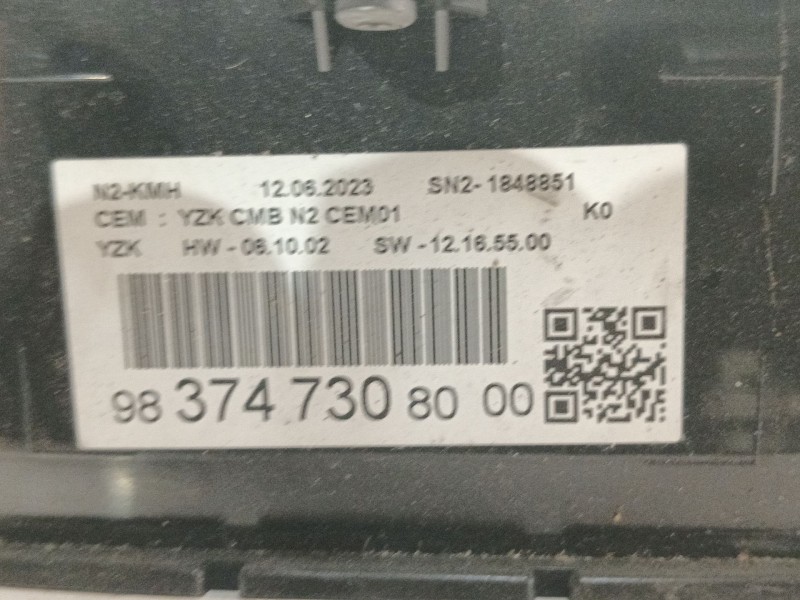 N2-KMH 12.06.2023 SN2-1848851
CEM : YZK CMB N2 CEM01 K0
YZK HW-06.10.02 SW-12.16.55.00
98 374 730 80 00